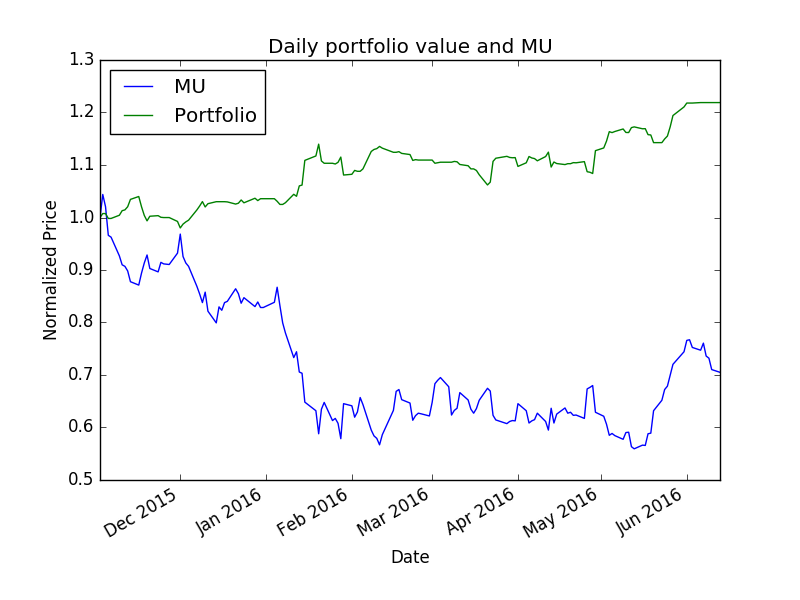 Daily portfolio value and MU
1.3
1.2
1.1
1.0
0.9
0.8
0.7
0.6
0.5
Normalized Price
MU
Portfolio
Dec 2015
Jan 2016
Feb 2016
Mar 2016
Apr 2016
May 2016
Jun 2016
Date